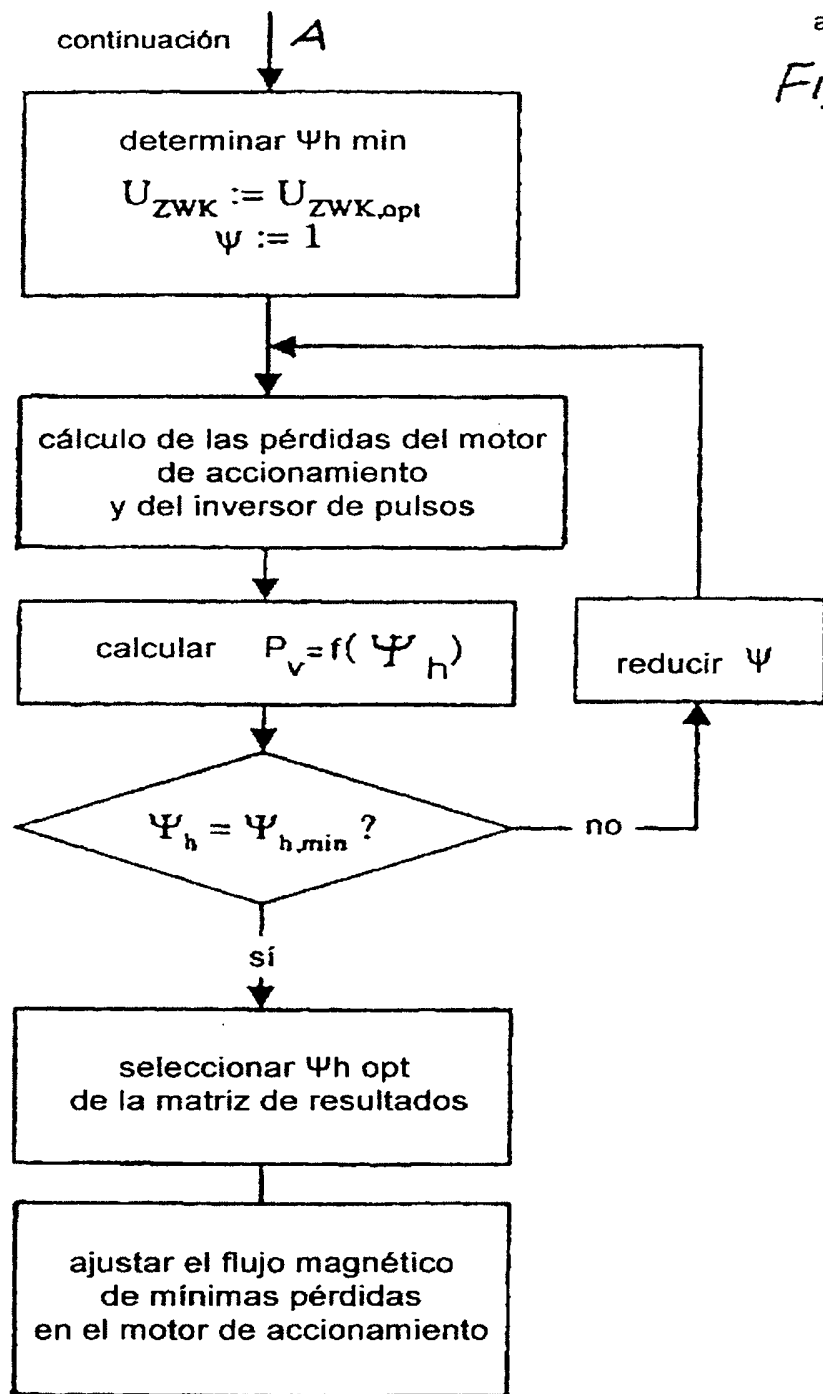 continuación A
determinar Ψh min
U_ZWK := U_ZWK,opt
Ψ := 1
cálculo de las pérdidas del motor
de accionamiento
y del inversor de pulsos
calcular P_v=f(Ψ_h)
reducir Ψ
Ψ_h = Ψ_h,min ?
no
sí
seleccionar Ψh opt
de la matriz de resultados
ajustar el flujo magnético
de mínimas pérdidas
en el motor de accionamiento